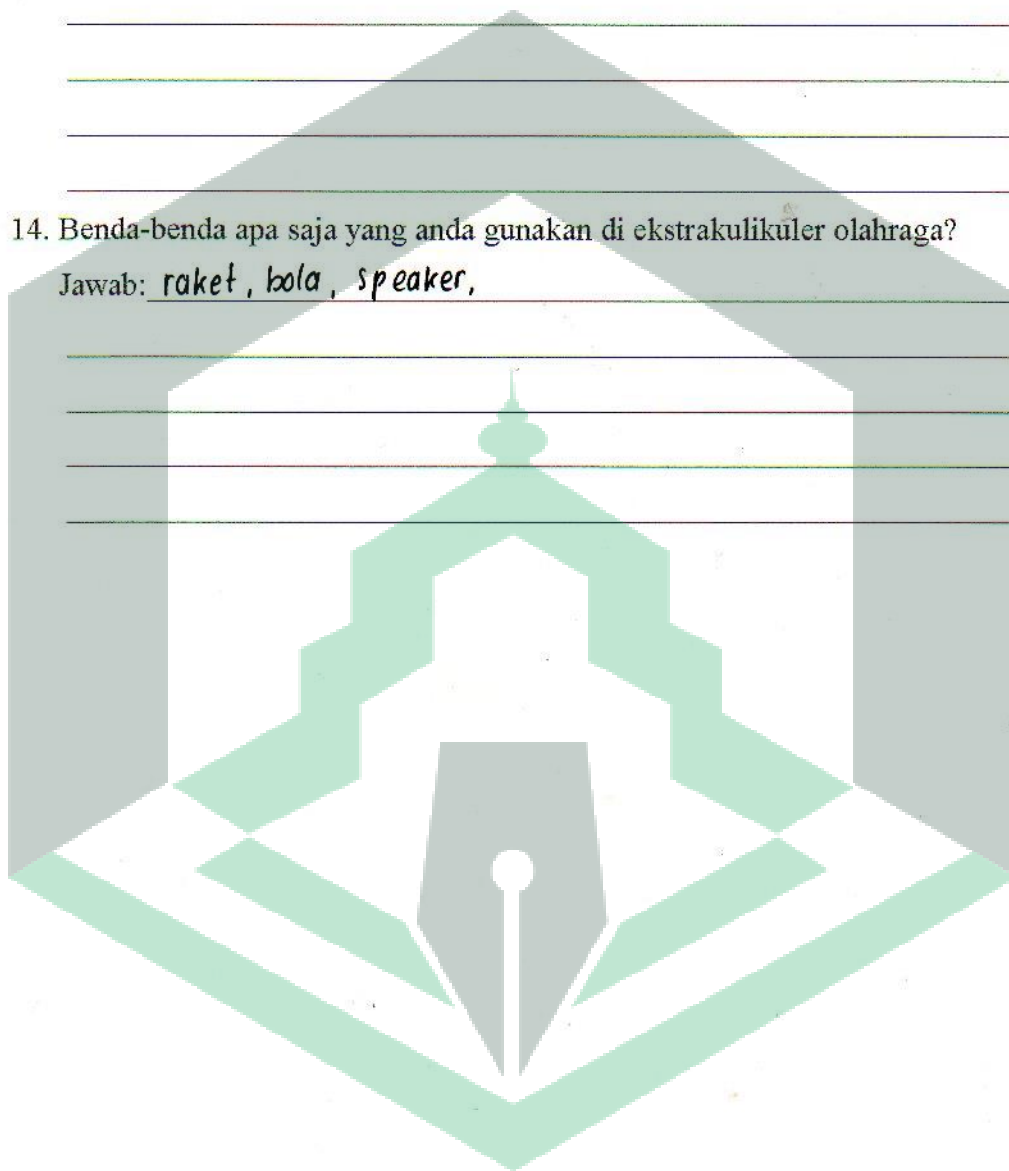 14. Benda-benda apa saja yang anda gunakan di ekstrakulikuler olahraga?
Jawab: raket, bola, speaker,